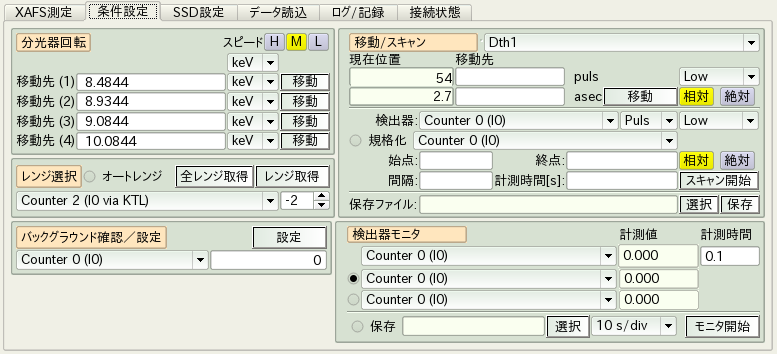 XAFS測定 条件設定 SSD設定 データ読込 ログ/記録 接続状態
分光器回転 スピード H M L
keV
移動先 (1) 8.4844 keV 移動
移動先 (2) 8.9344 keV 移動
移動先 (3) 9.0844 keV 移動
移動先 (4) 10.0844 keV 移動
レンジ選択 オートレンジ 全レンジ取得 レンジ取得
Counter 2 (I0 via KTL) -2
バックグラウンド確認／設定 設定
Counter 0 (I0) 0
移動/スキャン Dth1
現在位置 移動先
54 puls Low
2.7 asec 移動 相対 絶対
検出器: Counter 0 (I0) Puls Low
規格化 Counter 0 (I0)
始点: 終点: 相対 絶対
間隔: 計測時間[s]: スキャン開始
保存ファイル: 選択 保存
検出器モニタ 計測値 計測時間
Counter 0 (I0) 0.000 0.1
Counter 0 (I0) 0.000
Counter 0 (I0) 0.000
保存 選択 10 s/div モニタ開始